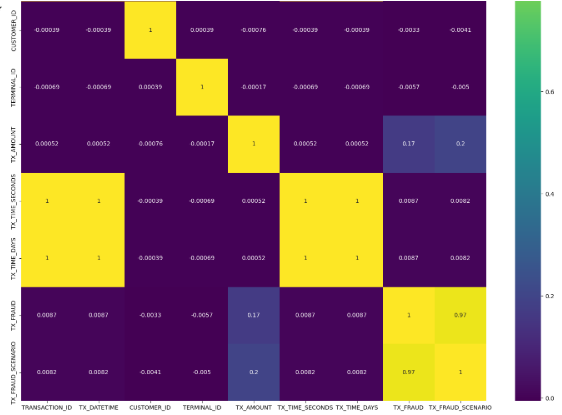 CUSTOMER_ID -0.00039 -0.00039 1 0.00039 -0.00076 -0.00039 -0.00039 -0.0033 -0.0041
TERMINAL_ID -0.00069 -0.00069 0.00039 1 -0.00017 -0.00069 -0.00069 -0.0057 -0.005
TX_AMOUNT 0.00052 0.00052 -0.00076 -0.00017 1 0.00052 0.00052 0.17 0.2
TX_TIME_SECONDS 1 1 -0.00039 -0.00069 0.00052 1 1 0.0087 0.0082
TX_TIME_DAYS 1 1 -0.00039 -0.00069 0.00052 1 1 0.0087 0.0082
TX_FRAUD 0.0087 0.0087 -0.0033 -0.0057 0.17 0.0087 0.0087 1 0.97
TX_FRAUD_SCENARIO 0.0082 0.0082 -0.0041 -0.005 0.2 0.0082 0.0082 0.97 1
TRANSACTION_ID TX_DATETIME CUSTOMER_ID TERMINAL_ID TX_AMOUNT TX_TIME_SECONDS TX_TIME_DAYS TX_FRAUD TX_FRAUD_SCENARIO
0.6
0.4
0.2
0.0